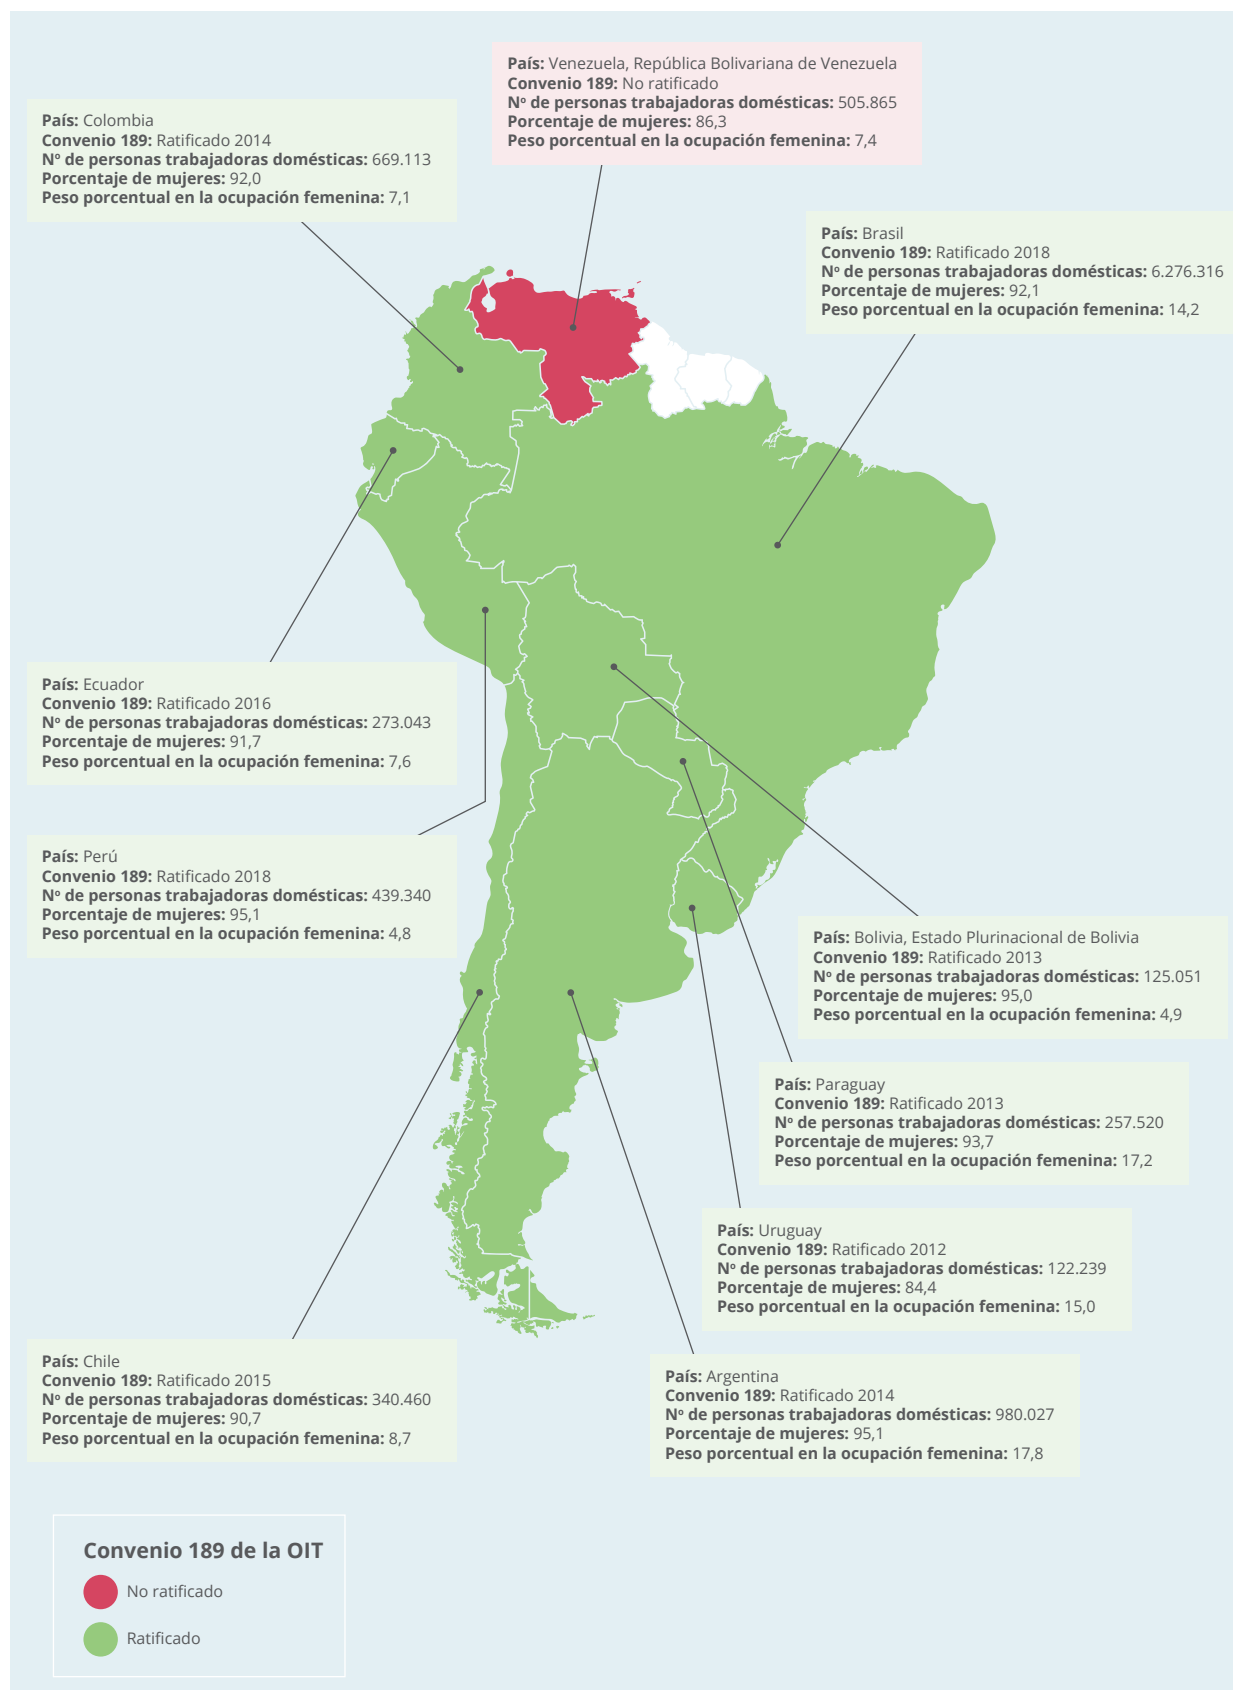 País: Venezuela, República Bolivariana de Venezuela
Convenio 189: No ratificado
Nº de personas trabajadoras domésticas: 505.865
Porcentaje de mujeres: 86,3
Peso porcentual en la ocupación femenina: 7,4
País: Colombia
Convenio 189: Ratificado 2014
Nº de personas trabajadoras domésticas: 669.113
Porcentaje de mujeres: 92,0
Peso porcentual en la ocupación femenina: 7,1
País: Brasil
Convenio 189: Ratificado 2018
Nº de personas trabajadoras domésticas: 6.276.316
Porcentaje de mujeres: 92,1
Peso porcentual en la ocupación femenina: 14,2
País: Ecuador
Convenio 189: Ratificado 2016
Nº de personas trabajadoras domésticas: 273.043
Porcentaje de mujeres: 91,7
Peso porcentual en la ocupación femenina: 7,6
País: Perú
Convenio 189: Ratificado 2018
Nº de personas trabajadoras domésticas: 439.340
Porcentaje de mujeres: 95,1
Peso porcentual en la ocupación femenina: 4,8
País: Bolivia, Estado Plurinacional de Bolivia
Convenio 189: Ratificado 2013
Nº de personas trabajadoras domésticas: 125.051
Porcentaje de mujeres: 95,0
Peso porcentual en la ocupación femenina: 4,9
País: Paraguay
Convenio 189: Ratificado 2013
Nº de personas trabajadoras domésticas: 257.520
Porcentaje de mujeres: 93,7
Peso porcentual en la ocupación femenina: 17,2
País: Uruguay
Convenio 189: Ratificado 2012
Nº de personas trabajadoras domésticas: 122.239
Porcentaje de mujeres: 84,4
Peso porcentual en la ocupación femenina: 15,0
País: Chile
Convenio 189: Ratificado 2015
Nº de personas trabajadoras domésticas: 340.460
Porcentaje de mujeres: 90,7
Peso porcentual en la ocupación femenina: 8,7
País: Argentina
Convenio 189: Ratificado 2014
Nº de personas trabajadoras domésticas: 980.027
Porcentaje de mujeres: 95,1
Peso porcentual en la ocupación femenina: 17,8
Convenio 189 de la OIT
No ratificado
Ratificado